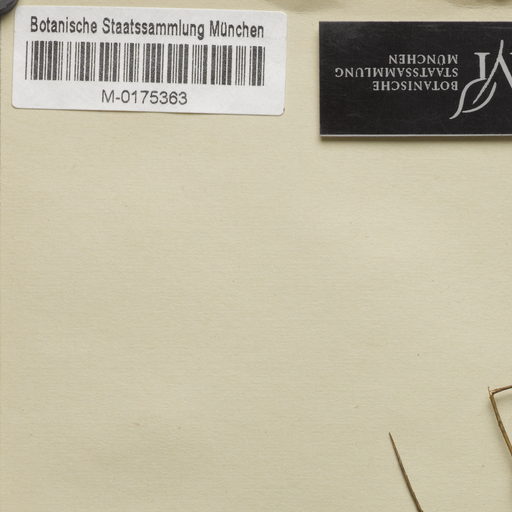 Botanische Staatssammlung München
M-0175363
BOTANISCHE
STAATSSAMMLUNG
MÜNCHEN